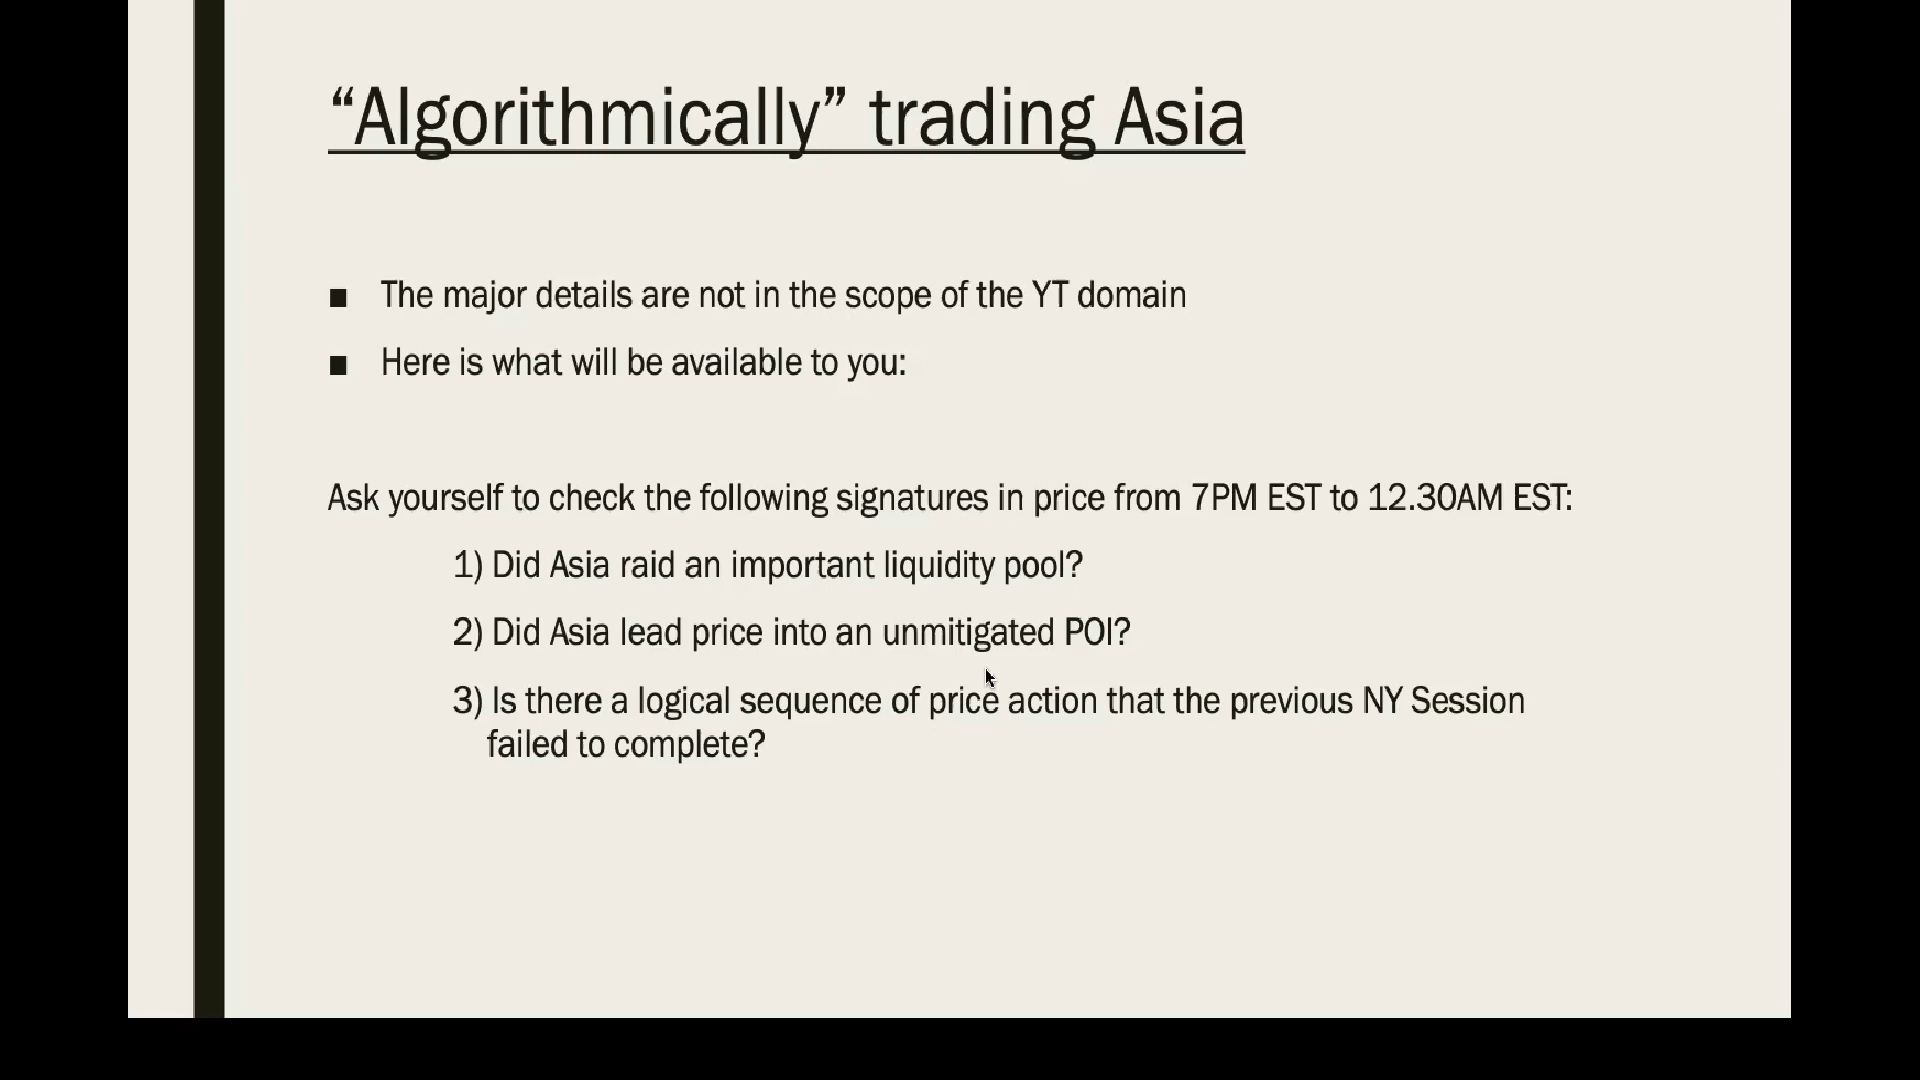 “Algorithmically” trading Asia
■ The major details are not in the scope of the YT domain
■ Here is what will be available to you:
Ask yourself to check the following signatures in price from 7PM EST to 12.30AM EST:
1) Did Asia raid an important liquidity pool?
2) Did Asia lead price into an unmitigated POI?
3) Is there a logical sequence of price action that the previous NY Session
failed to complete?